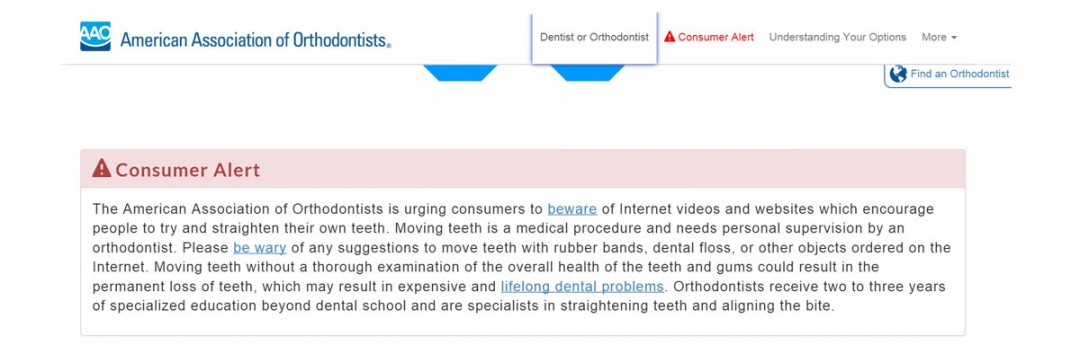 AAO American Association of Orthodontists® Dentist or Orthodontist Consumer Alert Understanding Your Options More
Find an Orthodontist
Consumer Alert
The American Association of Orthodontists is urging consumers to beware of Internet videos and websites which encourage
people to try and straighten their own teeth. Moving teeth is a medical procedure and needs personal supervision by an
orthodontist. Please be wary of any suggestions to move teeth with rubber bands, dental floss, or other objects ordered on the
Internet. Moving teeth without a thorough examination of the overall health of the teeth and gums could result in the
permanent loss of teeth, which may result in expensive and lifelong dental problems. Orthodontists receive two to three years
of specialized education beyond dental school and are specialists in straightening teeth and aligning the bite.